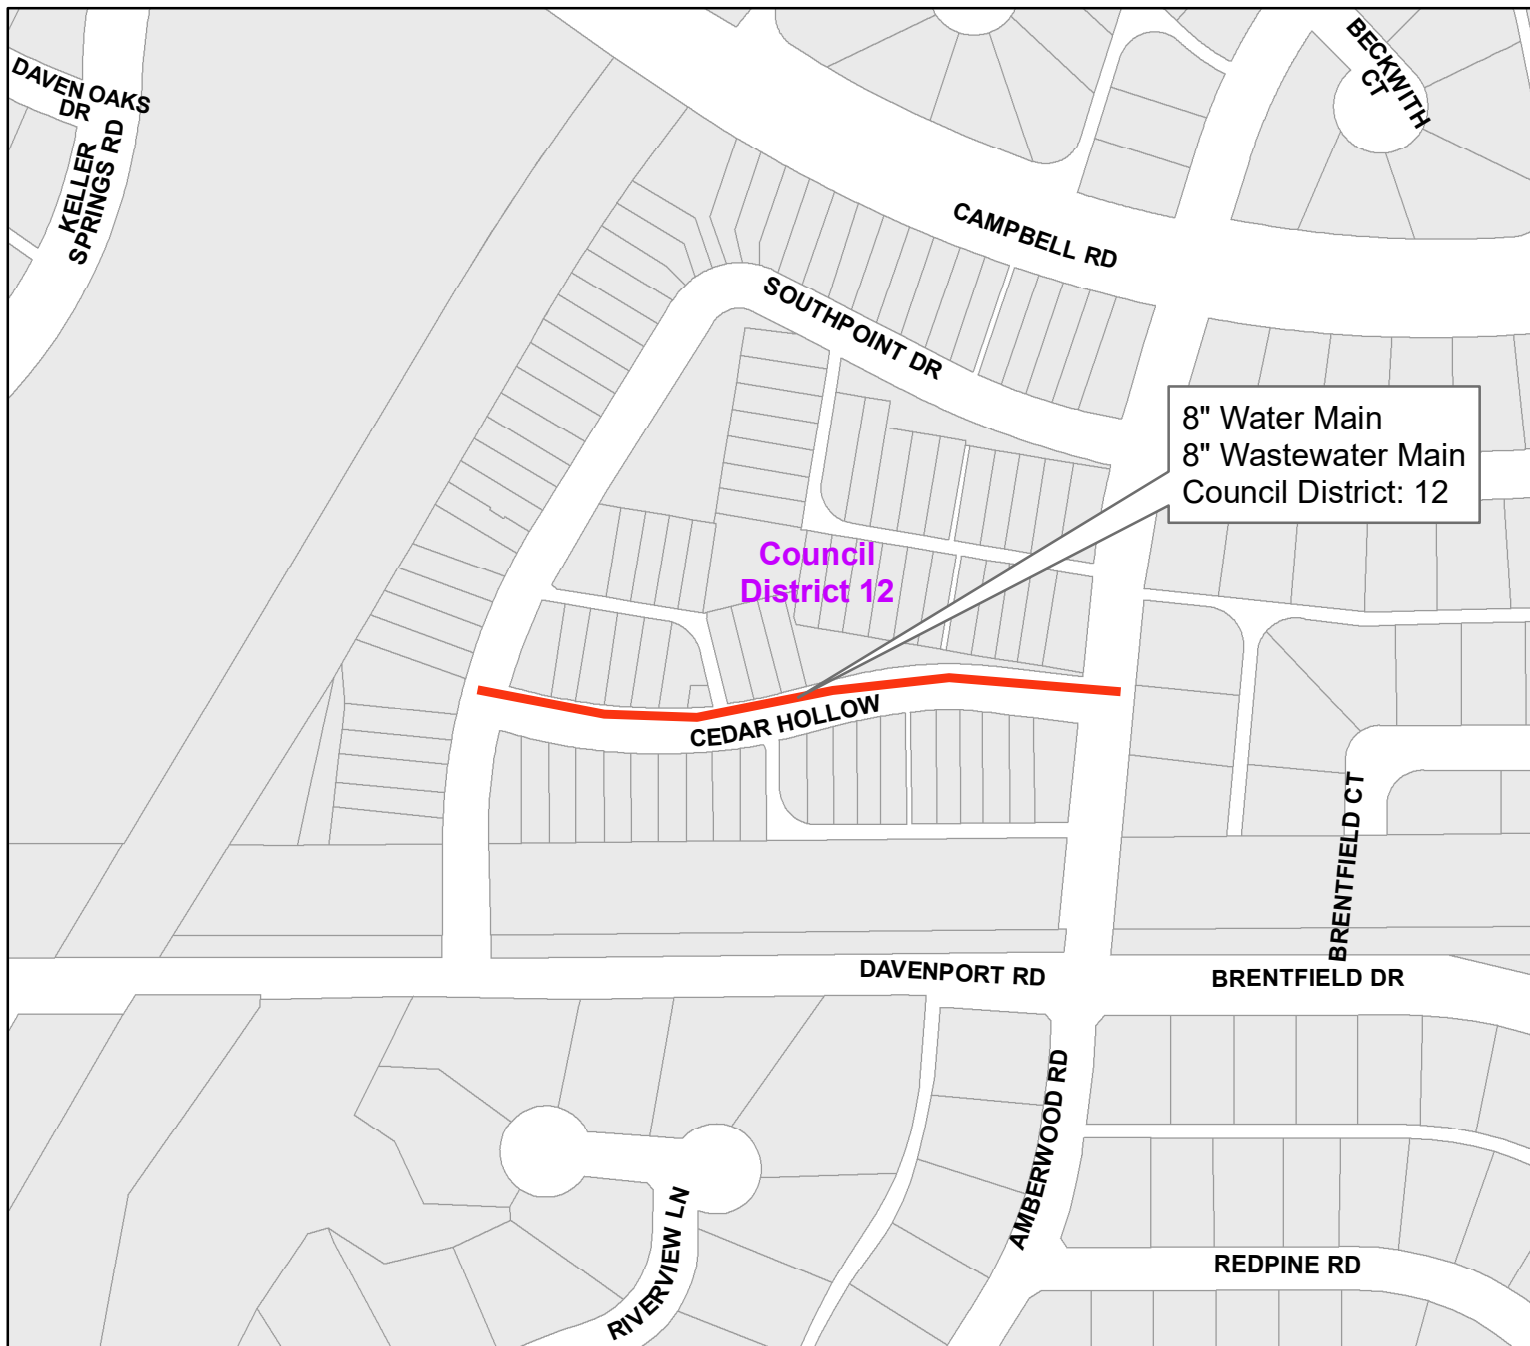 BECKWITH
CT
DAVEN OAKS
DR
KELLER
SPRINGS RD
CAMPBELL RD
SOUTHPOINT DR
8" Water Main
8" Wastewater Main
Council District: 12
Council
District 12
CEDAR HOLLOW
BRENTFIELD CT
DAVENPORT RD
BRENTFIELD DR
AMBERWOOD RD
RIVERVIEW LN
REDPINE RD